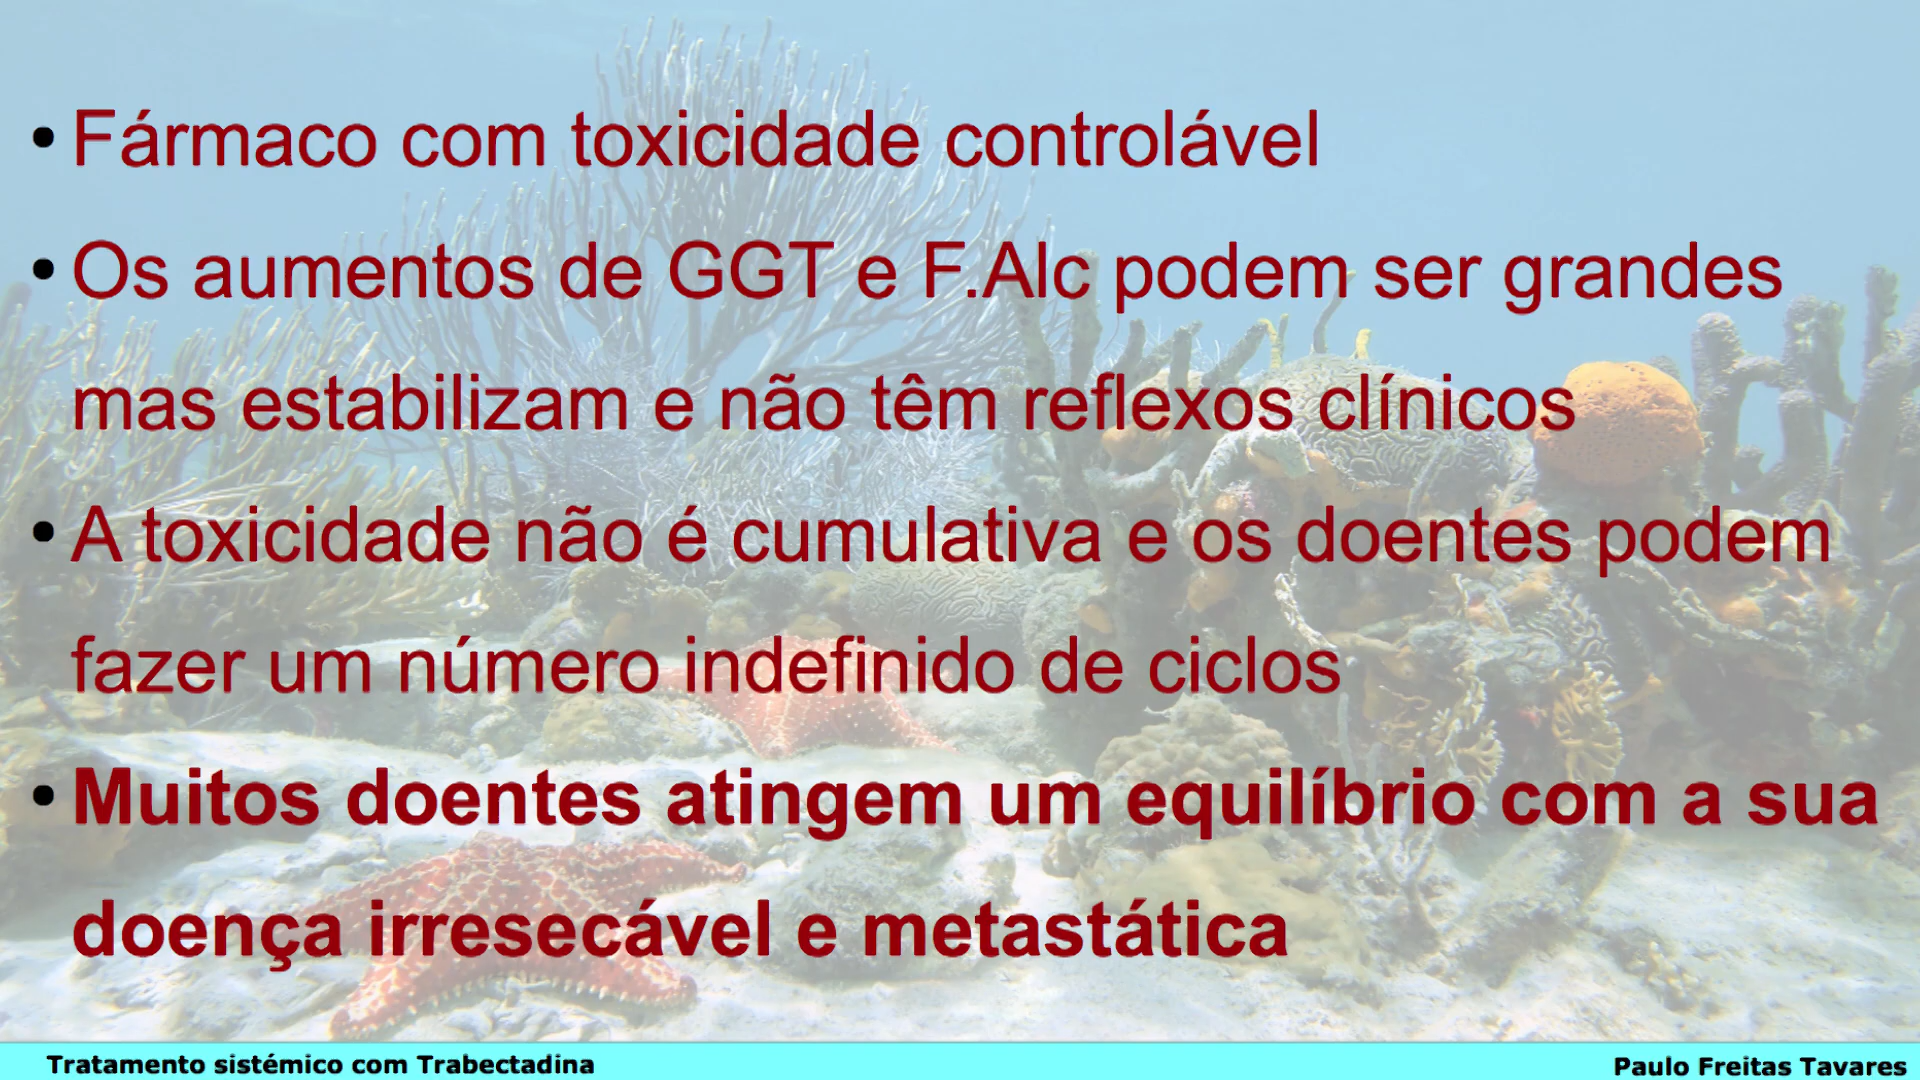 • Fármaco com toxicidade controlável
• Os aumentos de GGT e F.Alc podem ser grandes
mas estabilizam e não têm reflexos clínicos
• A toxicidade não é cumulativa e os doentes podem
fazer um número indefinido de ciclos
• Muitos doentes atingem um equilíbrio com a sua
doença irresecável e metastática
Tratamento sistémico com Trabectadina
Paulo Freitas Tavares